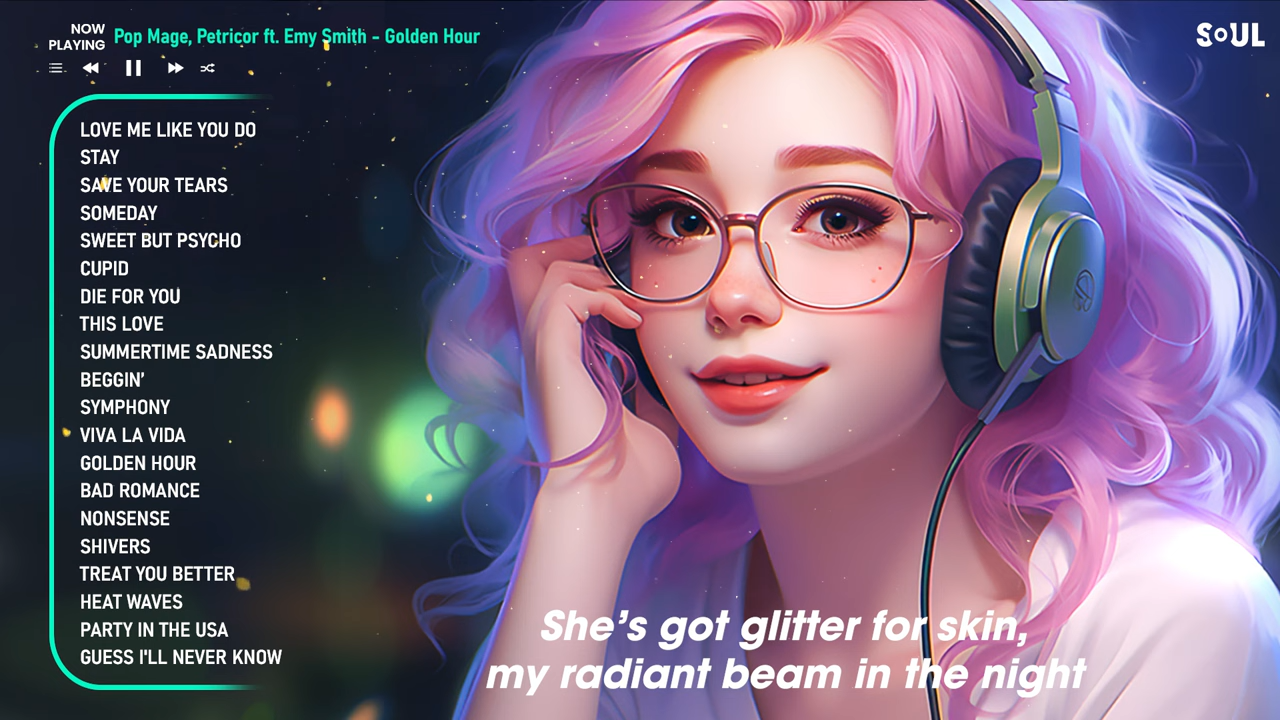 NOW
PLAYING
Pop Mage, Petricor ft. Emy Smith - Golden Hour
SOUL
LOVE ME LIKE YOU DO
STAY
SAVE YOUR TEARS
SOMEDAY
SWEET BUT PSYCHO
CUPID
DIE FOR YOU
THIS LOVE
SUMMERTIME SADNESS
BEGGIN'
SYMPHONY
VIVA LA VIDA
GOLDEN HOUR
BAD ROMANCE
NONSENSE
SHIVERS
TREAT YOU BETTER
HEAT WAVES
PARTY IN THE USA
GUESS I'LL NEVER KNOW
She's got glitter for skin,
my radiant beam in the night